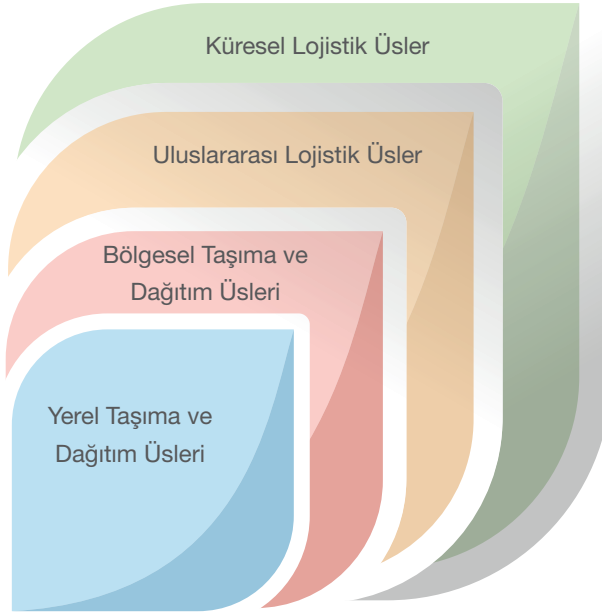 Küresel Lojistik Üsler
Uluslararası Lojistik Üsler
Bölgesel Taşıma ve
Dağıtım Üsleri
Yerel Taşıma ve
Dağıtım Üsleri